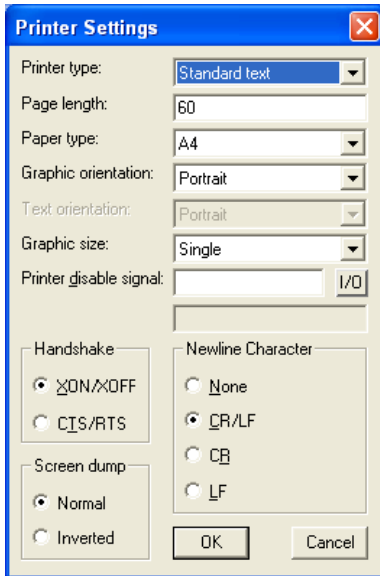 Printer Settings
Printer type: Standard text
Page length: 60
Paper type: A4
Graphic orientation: Portrait
Text orientation: Portrait
Graphic size: Single
Printer disable signal: I/O
Handshake
XON/XOFF
CTS/RTS
Newline Character
None
CR/LF
CR
LF
Screen dump
Normal
Inverted
OK
Cancel